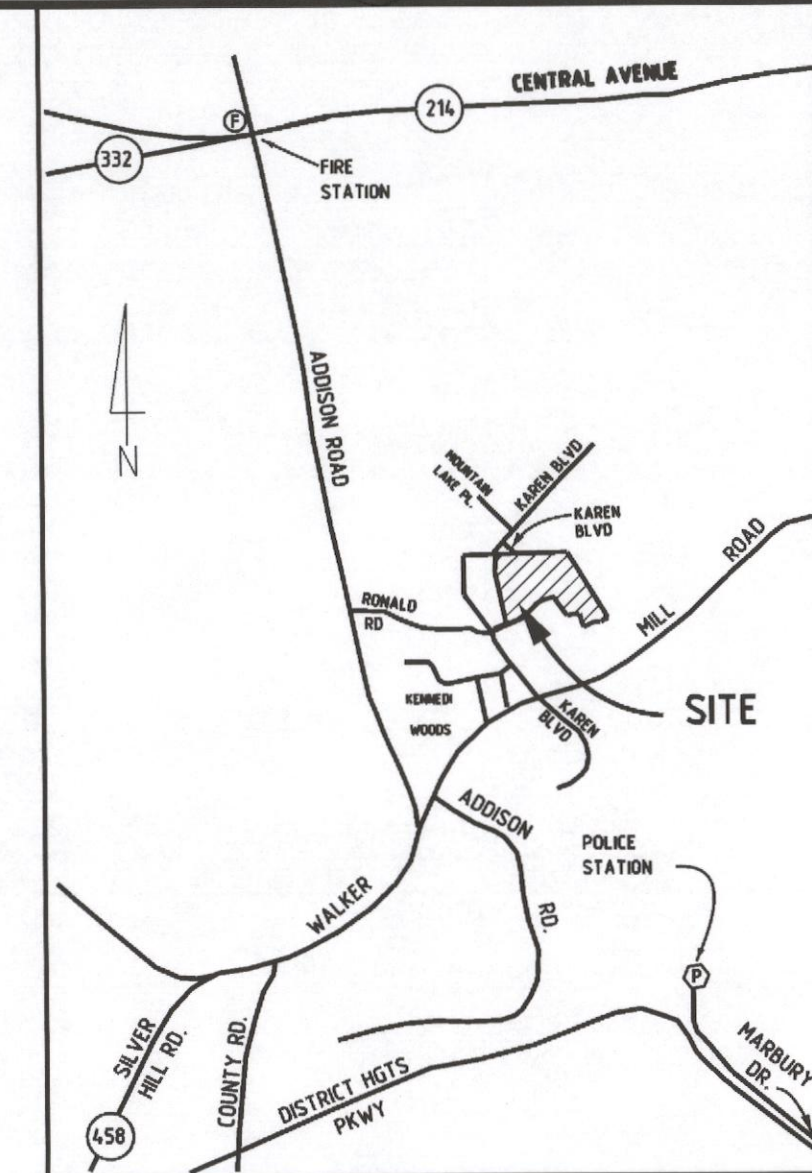 CENTRAL AVENUE
214
F
332
FIRE
STATION
ADDISON ROAD
N
MOUNTAIN
LAKE PL.
KAREN BLVD
KAREN
BLVD
ROAD
MILL
RONALD
RD
KENNEDI
WOODS
KAREN
BLVD
SITE
ADDISON
RD.
POLICE
STATION
WALKER
P
SILVER
HILL RD.
COUNTY RD.
MARBURY
DR.
DISTRICT HGTS
PKWY
458